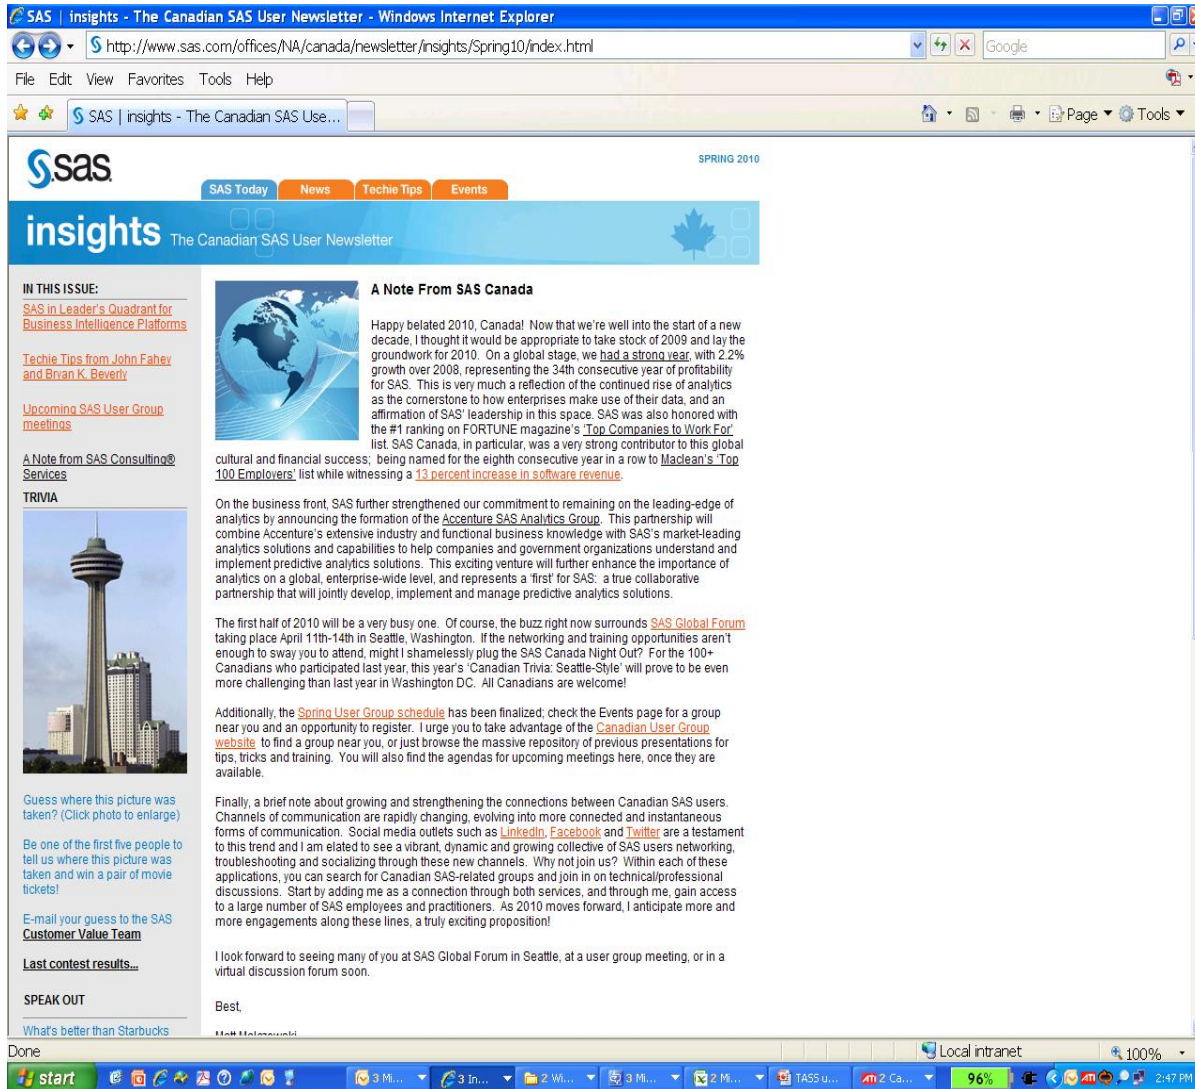 SAS | insights - The Canadian SAS User Newsletter - Windows Internet Explorer
http://www.sas.com/offices/NA/canada/newsletter/insights/Spring10/index.html
Google
File Edit View Favorites Tools Help
SAS | insights - The Canadian SAS Use...
Page Tools
sas
SPRING 2010
SAS Today News Techie Tips Events
insights The Canadian SAS User Newsletter
IN THIS ISSUE:
SAS in Leader's Quadrant for
Business Intelligence Platforms
Techie Tips from John Fahey
and Bryan K. Beverly
Upcoming SAS User Group
meetings
A Note from SAS Consulting®
Services
TRIVIA
Guess where this picture was
taken? (Click photo to enlarge)
Be one of the first five people to
tell us where this picture was
taken and win a pair of movie
tickets!
E-mail your guess to the SAS
Customer Value Team
Last contest results...
SPEAK OUT
What's better than Starbucks
A Note From SAS Canada
Happy belated 2010, Canada! Now that we're well into the start of a new
decade, I thought it would be appropriate to take stock of 2009 and lay the
groundwork for 2010. On a global stage, we had a strong year, with 2.2%
growth over 2008, representing the 34th consecutive year of profitability
for SAS. This is very much a reflection of the continued rise of analytics
as the cornerstone to how enterprises make use of their data, and an
affirmation of SAS' leadership in this space. SAS was also honored with
the #1 ranking on FORTUNE magazine's 'Top Companies to Work For'
list. SAS Canada, in particular, was a very strong contributor to this global
cultural and financial success; being named for the eighth consecutive year in a row to Maclean's 'Top
100 Employers' list while witnessing a 13 percent increase in software revenue.
On the business front, SAS further strengthened our commitment to remaining on the leading-edge of
analytics by announcing the formation of the Accenture SAS Analytics Group. This partnership will
combine Accenture's extensive industry and functional business knowledge with SAS's market-leading
analytics solutions and capabilities to help companies and government organizations understand and
implement predictive analytics solutions. This exciting venture will further enhance the importance of
analytics on a global, enterprise-wide level, and represents a 'first' for SAS: a true collaborative
partnership that will jointly develop, implement and manage predictive analytics solutions.
The first half of 2010 will be a very busy one. Of course, the buzz right now surrounds SAS Global Forum
taking place April 11th-14th in Seattle, Washington. If the networking and training opportunities aren't
enough to sway you to attend, might I shamelessly plug the SAS Canada Night Out? For the 100+
Canadians who participated last year, this year's 'Canadian Trivia: Seattle-Style' will prove to be even
more challenging than last year in Washington DC. All Canadians are welcome!
Additionally, the Spring User Group schedule has been finalized; check the Events page for a group
near you and an opportunity to register. I urge you to take advantage of the Canadian User Group
website to find a group near you, or just browse the massive repository of previous presentations for
tips, tricks and training. You will also find the agendas for upcoming meetings here, once they are
available.
Finally, a brief note about growing and strengthening the connections between Canadian SAS users.
Channels of communication are rapidly changing, evolving into more connected and instantaneous
forms of communication. Social media outlets such as LinkedIn, Facebook and Twitter are a testament
to this trend and I am elated to see a vibrant, dynamic and growing collective of SAS users networking,
troubleshooting and socializing through these new channels. Why not join us? Within each of these
applications, you can search for Canadian SAS-related groups and join in on technical/professional
discussions. Start by adding me as a connection through both services, and through me, gain access
to a large number of SAS employees and practitioners. As 2010 moves forward, I anticipate more and
more engagements along these lines, a truly exciting proposition!
I look forward to seeing many of you at SAS Global Forum in Seattle, at a user group meeting, or in a
virtual discussion forum soon.
Best,
Done
Local intranet
100%
start
3 Mi... 3 In... 2 Wi... 3 Mi... 2 Mi... TASS u... 2 Ca... 96% 2:47 PM